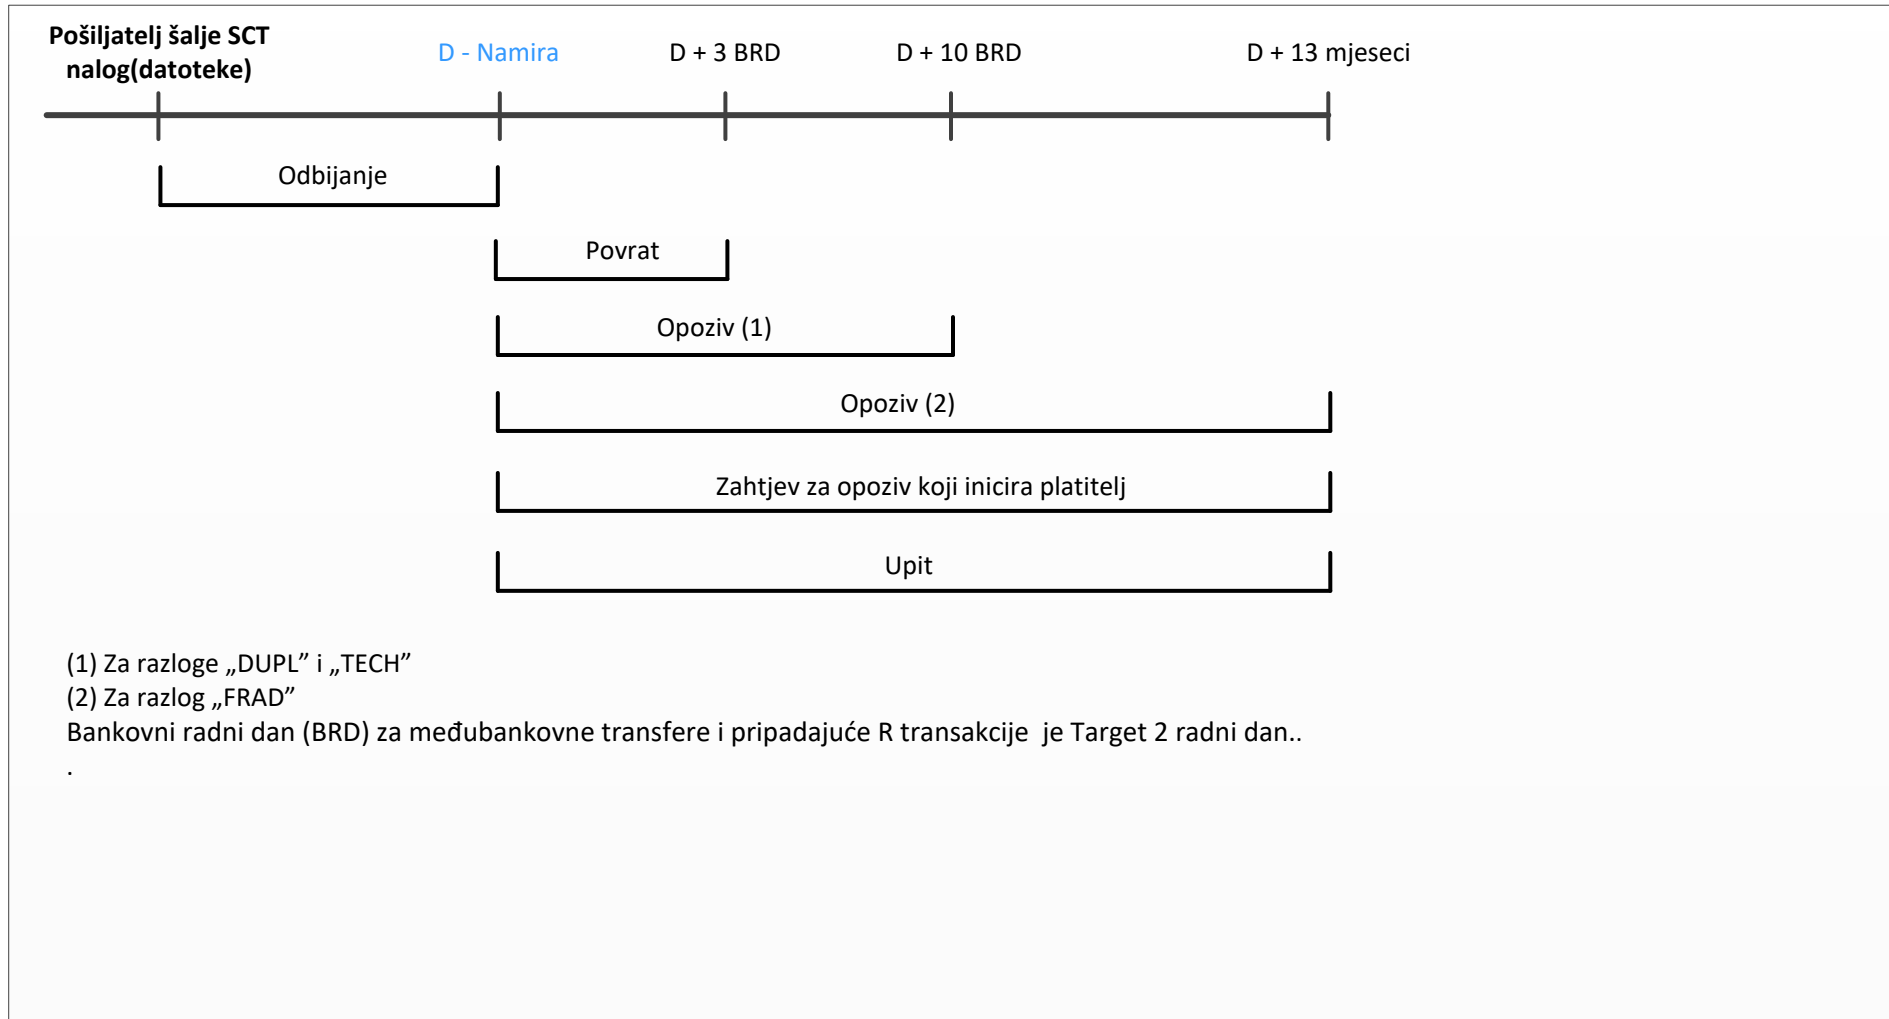 Pošiljatelj šalje SCT
nalog(datoteke)
D - Namira
D + 3 BRD
D + 10 BRD
D + 13 mjeseci
Odbijanje
Povrat
Opoziv (1)
Opoziv (2)
Zahtjev za opoziv koji inicira platitelj
Upit
(1) Za razloge „DUPL” i „TECH”
(2) Za razlog „FRAD”
Bankovni radni dan (BRD) za međubankovne transfere i pripadajuće R transakcije  je Target 2 radni dan..
.